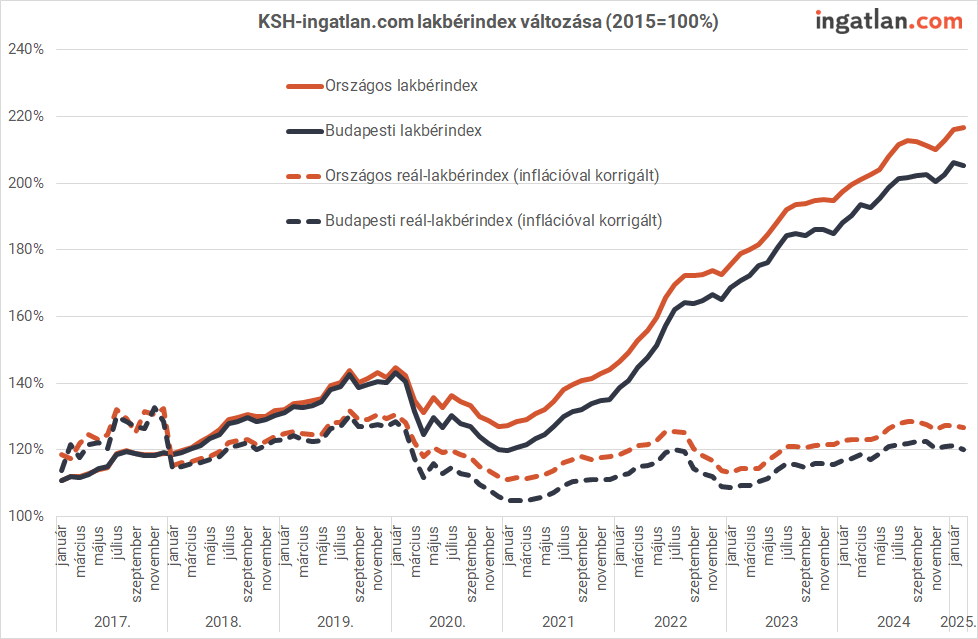 KSH-ingatlan.com lakbérindex változása (2015=100%)
ingatlan.com
240%
220%
200%
180%
160%
140%
120%
100%
Országos lakbérindex
Budapesti lakbérindex
Országos reál-lakbérindex (inflációval korrigált)
Budapesti reál-lakbérindex (inflációval korrigált)
január március május július szeptember november január március május július szeptember november január március május július szeptember november január március május július szeptember november január március május július szeptember november január március május július szeptember november január március május július szeptember november január március május július szeptember november január
2017. 2018. 2019. 2020. 2021 2022 2023 2024 2025.